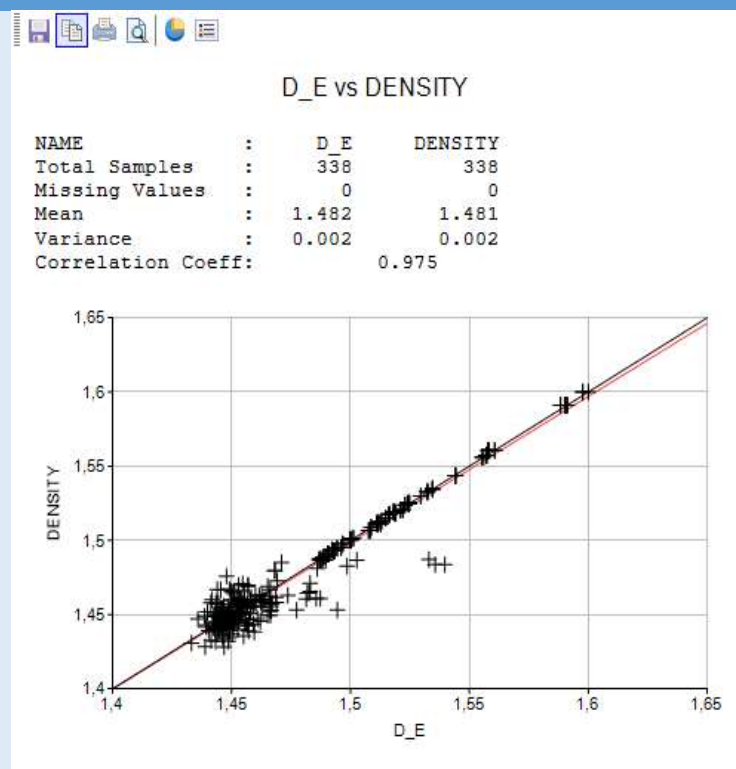 D_E vs DENSITY
NAME : D_E DENSITY
Total Samples : 338 338
Missing Values : 0 0
Mean : 1.482 1.481
Variance : 0.002 0.002
Correlation Coeff: 0.975
1,65
1,6
1,55
1,5
1,45
1,4
DENSITY
1,4 1,45 1,5 1,55 1,6 1,65
D_E